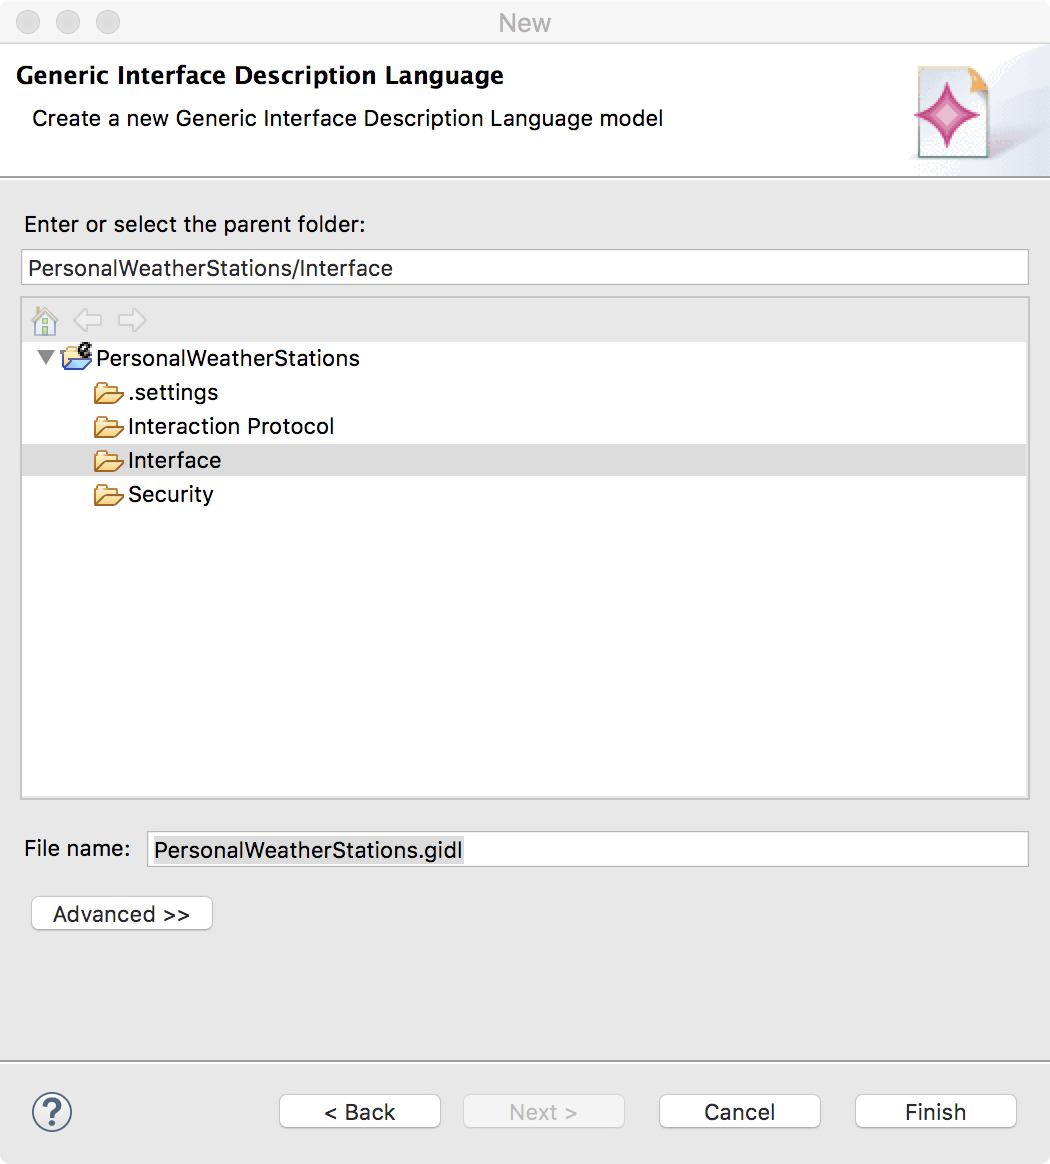 New
Generic Interface Description Language
Create a new Generic Interface Description Language model
Enter or select the parent folder:
PersonalWeatherStations/Interface
PersonalWeatherStations
.settings
Interaction Protocol
Interface
Security
File name: PersonalWeatherStations.gidl
Advanced >>
? < Back Next > Cancel Finish